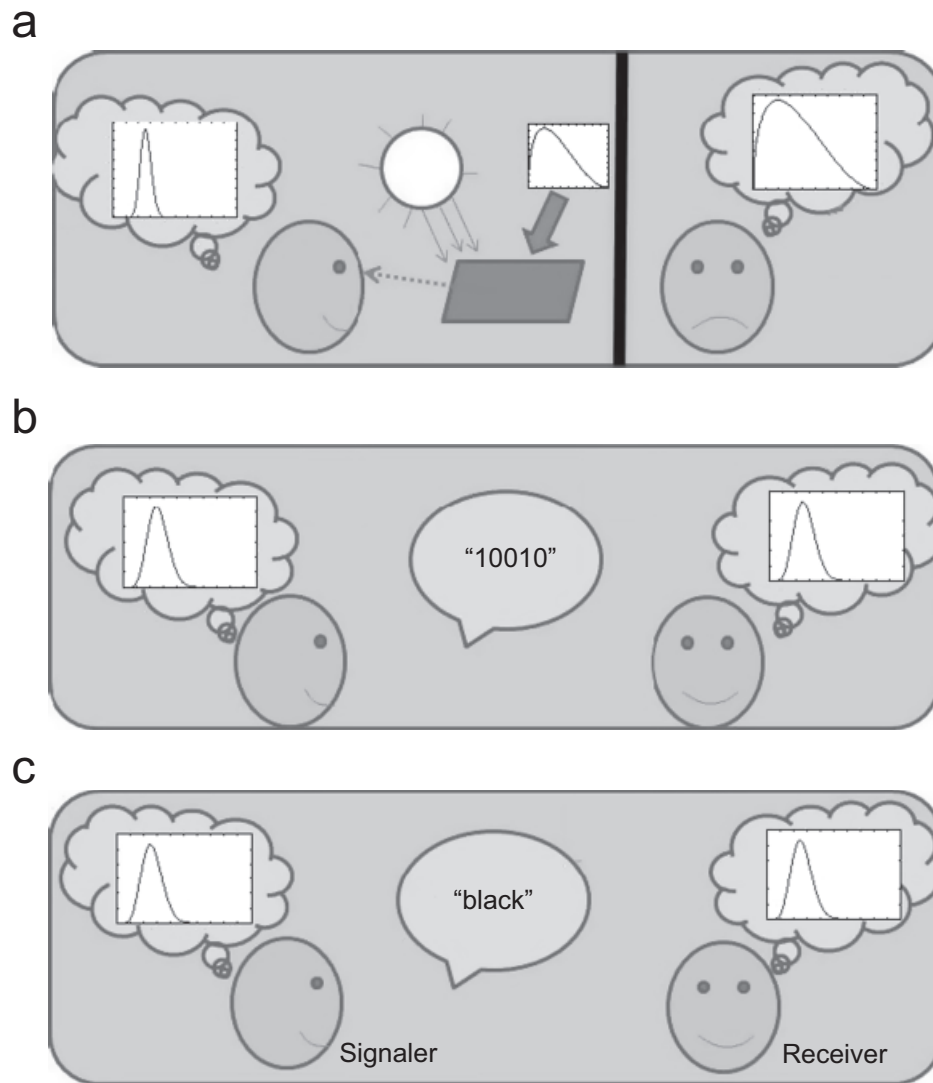 a
b
“10010”
c
“black”
Signaler
Receiver